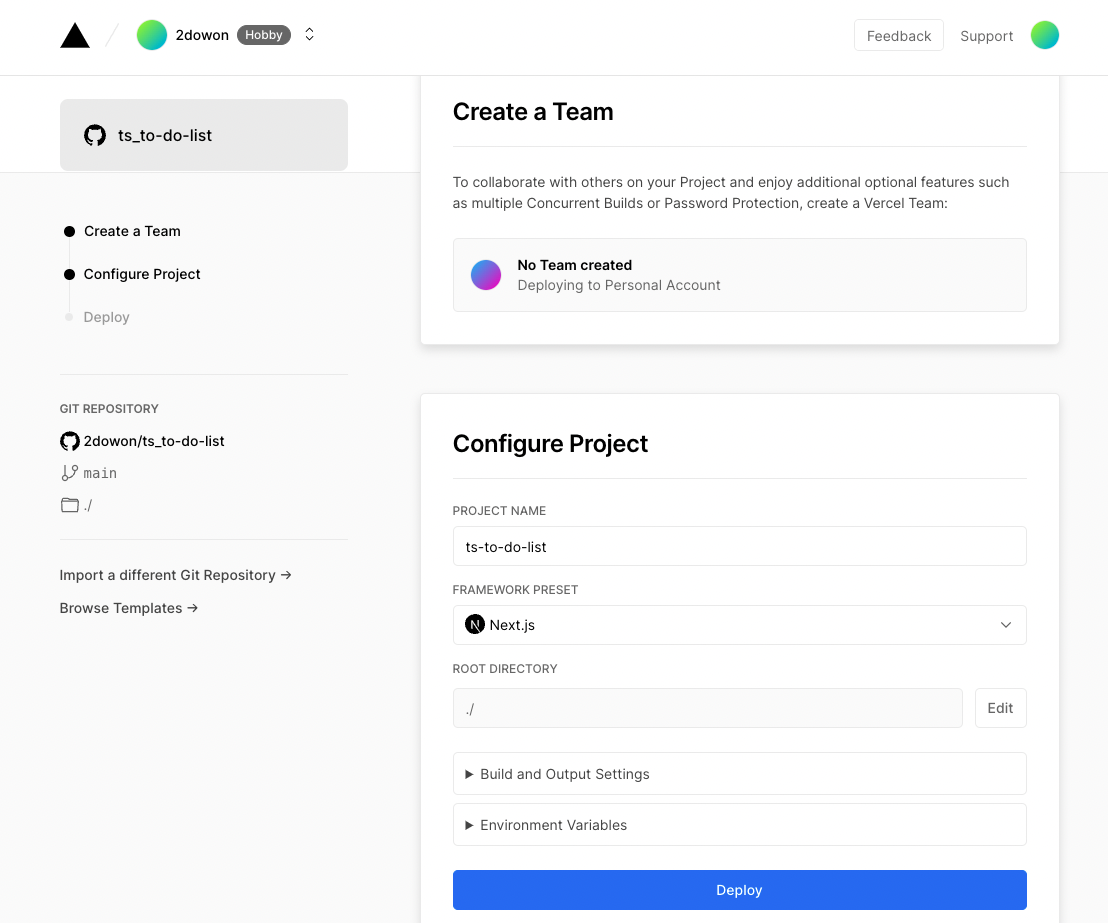 2dowon Hobby
Feedback Support
ts_to-do-list
Create a Team
Configure Project
Deploy
GIT REPOSITORY
2dowon/ts_to-do-list
main
./
Import a different Git Repository →
Browse Templates →
Create a Team
To collaborate with others on your Project and enjoy additional optional features such
as multiple Concurrent Builds or Password Protection, create a Vercel Team:
No Team created
Deploying to Personal Account
Configure Project
PROJECT NAME
ts-to-do-list
FRAMEWORK PRESET
N Next.js
ROOT DIRECTORY
./ Edit
Build and Output Settings
Environment Variables
Deploy